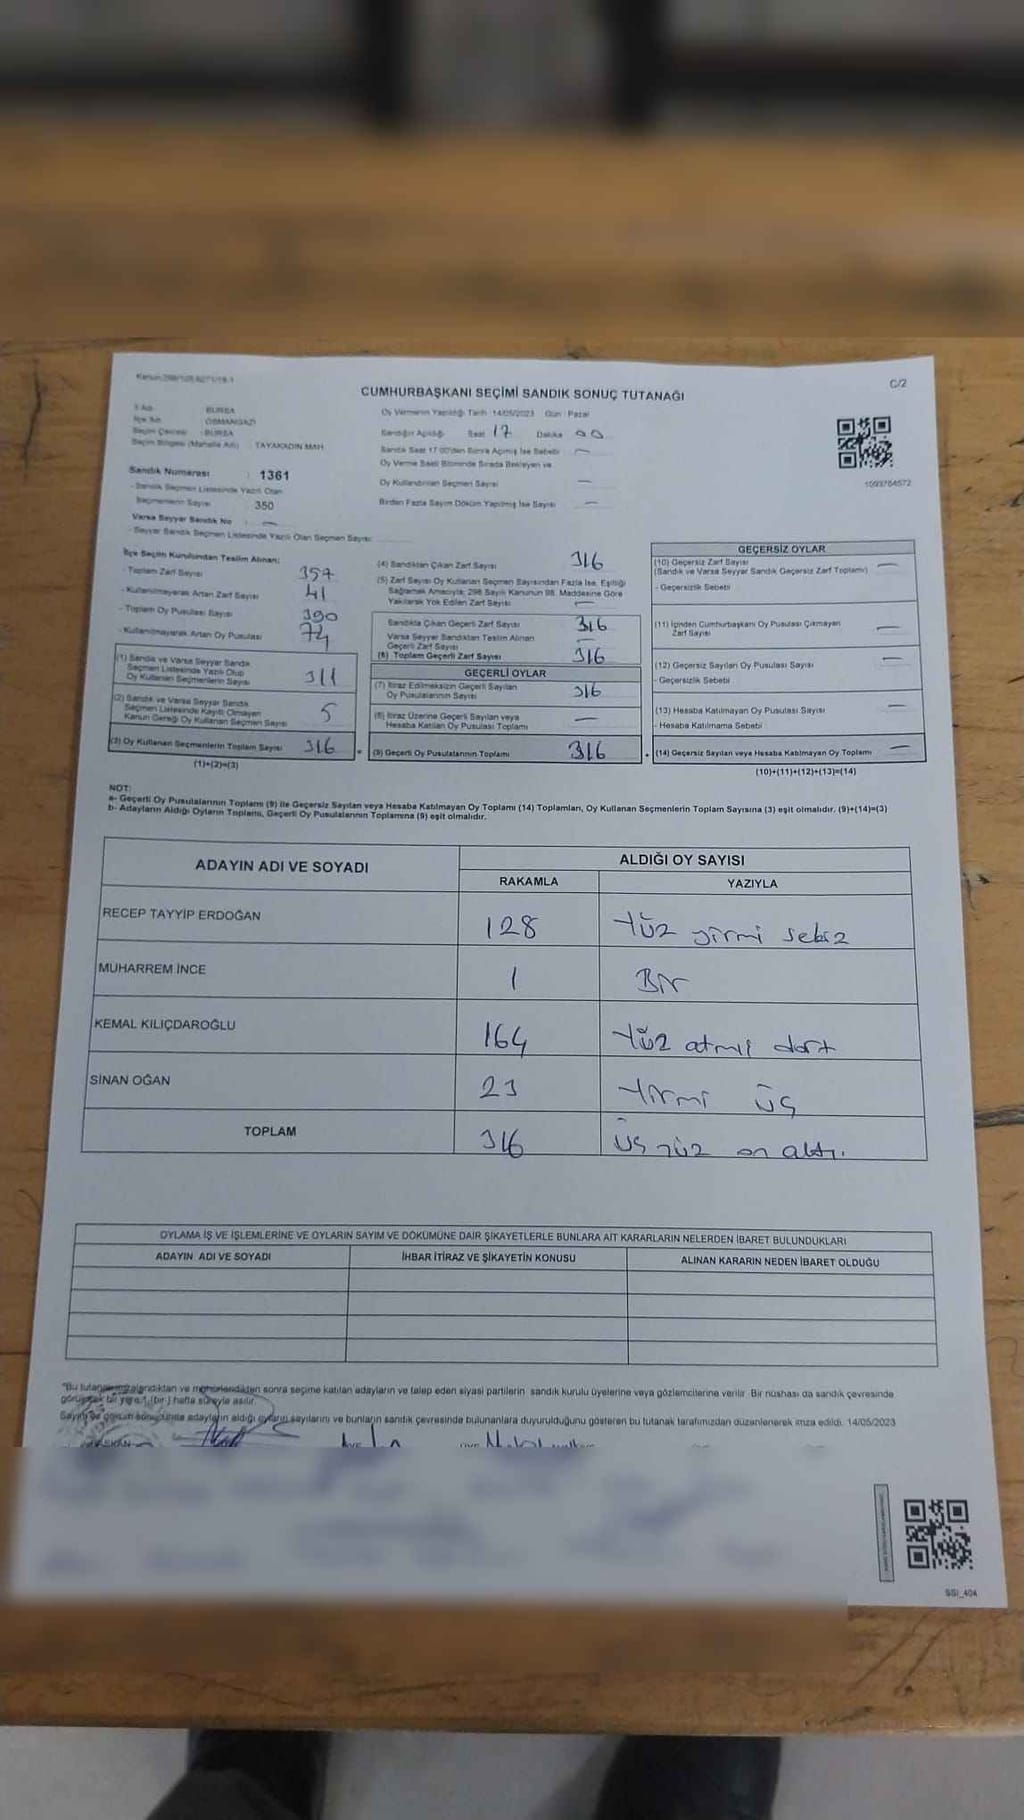 Kanun:298/105,6271/19-1
C/2
CUMHURBAŞKANI SEÇİMİ SANDIK SONUÇ TUTANAĞI
İl Adı : BURSA
İlçe Adı : OSMANGAZİ
Seçim Çevresi : BURSA
Seçim Bölgesi (Mahalle Adı) : TAYAKADIN MAH.
Sandık Numarası : 1361
- Sandık Seçmen Listesinde Yazılı Olan
Seçmenlerin Sayısı : 350
Varsa Seyyar Sandık No : —
- Seyyar Sandık Seçmen Listesinde Yazılı Olan Seçmen Sayısı:
Oy Vermenin Yapıldığı Tarih :14/05/2023 Gün : Pazar
Sandığın Açıldığı Saat 17 Dakika 00
Sandık Saat 17.00'den Sonra Açılmış İse Sebebi —
Oy Verme Saati Bitiminde Sırada Bekleyen ve
Oy Kullandırılan Seçmen Sayısı —
Birden Fazla Sayım Döküm Yapılmış İse Sayısı —
1593764572
İlçe Seçim Kurulundan Teslim Alınan:
- Toplam Zarf Sayısı 357
- Kullanılmayarak Artan Zarf Sayısı 41
- Toplam Oy Pusulası Sayısı 390
- Kullanılmayarak Artan Oy Pusulası 74
(1) Sandık ve Varsa Seyyar Sandık
Seçmen Listesinde Yazılı Olup
Oy Kullanan Seçmenlerin Sayısı 311
(2) Sandık ve Varsa Seyyar Sandık
Seçmen Listesinde Kayıtlı Olmayan
Kanun Gereği Oy Kullanan Seçmen Sayısı 5
(3) Oy Kullanan Seçmenlerin Toplam Sayısı 316
(1)+(2)=(3)
(4) Sandıktan Çıkan Zarf Sayısı 316
(5) Zarf Sayısı Oy Kullanan Seçmen Sayısından Fazla İse, Eşitliği
Sağlamak Amacıyla; 298 Sayılı Kanunun 98. Maddesine Göre
Yakılarak Yok Edilen Zarf Sayısı —
Sandıkta Çıkan Geçerli Zarf Sayısı 316
Varsa Seyyar Sandıktan Teslim Alınan
Geçerli Zarf Sayısı —
(6) Toplam Geçerli Zarf Sayısı 316
GEÇERLİ OYLAR
(7) İtiraz Edilmeksizin Geçerli Sayılan
Oy Pusulalarının Sayısı 316
(8) İtiraz Üzerine Geçerli Sayılan veya
Hesaba Katılan Oy Pusulası Toplamı —
(9) Geçerli Oy Pusulalarının Toplamı 316
GEÇERSİZ OYLAR
(10) Geçersiz Zarf Sayısı
(Sandık ve Varsa Seyyar Sandık Geçersiz Zarf Toplamı) —
- Geçersizlik Sebebi
(11) İçinden Cumhurbaşkanı Oy Pusulası Çıkmayan
Zarf Sayısı —
(12) Geçersiz Sayılan Oy Pusulası Sayısı —
- Geçersizlik Sebebi
(13) Hesaba Katılmayan Oy Pusulası Sayısı —
- Hesaba Katılmama Sebebi
(14) Geçersiz Sayılan veya Hesaba Katılmayan Oy Toplamı —
(10)+(11)+(12)+(13)=(14)
NOT:
a- Geçerli Oy Pusulalarının Toplamı (9) ile Geçersiz Sayılan veya Hesaba Katılmayan Oy Toplamı (14) Toplamları, Oy Kullanan Seçmenlerin Toplam Sayısına (3) eşit olmalıdır. (9)+(14)=(3)
b- Adayların Aldığı Oyların Toplamı, Geçerli Oy Pusulalarının Toplamına (9) eşit olmalıdır.
ADAYIN ADI VE SOYADI ALDIĞI OY SAYISI
RAKAMLA YAZIYLA
RECEP TAYYİP ERDOĞAN 128 Yüz yirmi sekiz
MUHARREM İNCE 1 Bir
KEMAL KILIÇDAROĞLU 164 Yüz atmış dört
SİNAN OĞAN 23 Yirmi üç
TOPLAM 316 Üç yüz on altı.
OYLAMA İŞ VE İŞLEMLERİNE VE OYLARIN SAYIM VE DÖKÜMÜNE DAİR ŞİKAYETLERLE BUNLARA AİT KARARLARIN NELERDEN İBARET BULUNDUKLARI
ADAYIN ADI VE SOYADI İHBAR İTİRAZ VE ŞİKAYETİN KONUSU ALINAN KARARIN NEDEN İBARET OLDUĞU
"Bu tutanak imzalandıktan ve mühürlendikten sonra seçime katılan adayların ve talep eden siyasi partilerin sandık kurulu üyelerine veya gözlemcilerine verilir. Bir nüshası da sandık çevresinde
görülecek bir yere 1 (bir) hafta süreyle asılır.
Sayım ve döküm sonucunda adayların aldığı oyların sayılarını ve bunların sandık çevresinde bulunanlara duyurulduğunu gösteren bu tutanak tarafımızdan düzenlenerek imza edildi. 14/05/2023
BAŞKAN
SSI_40A